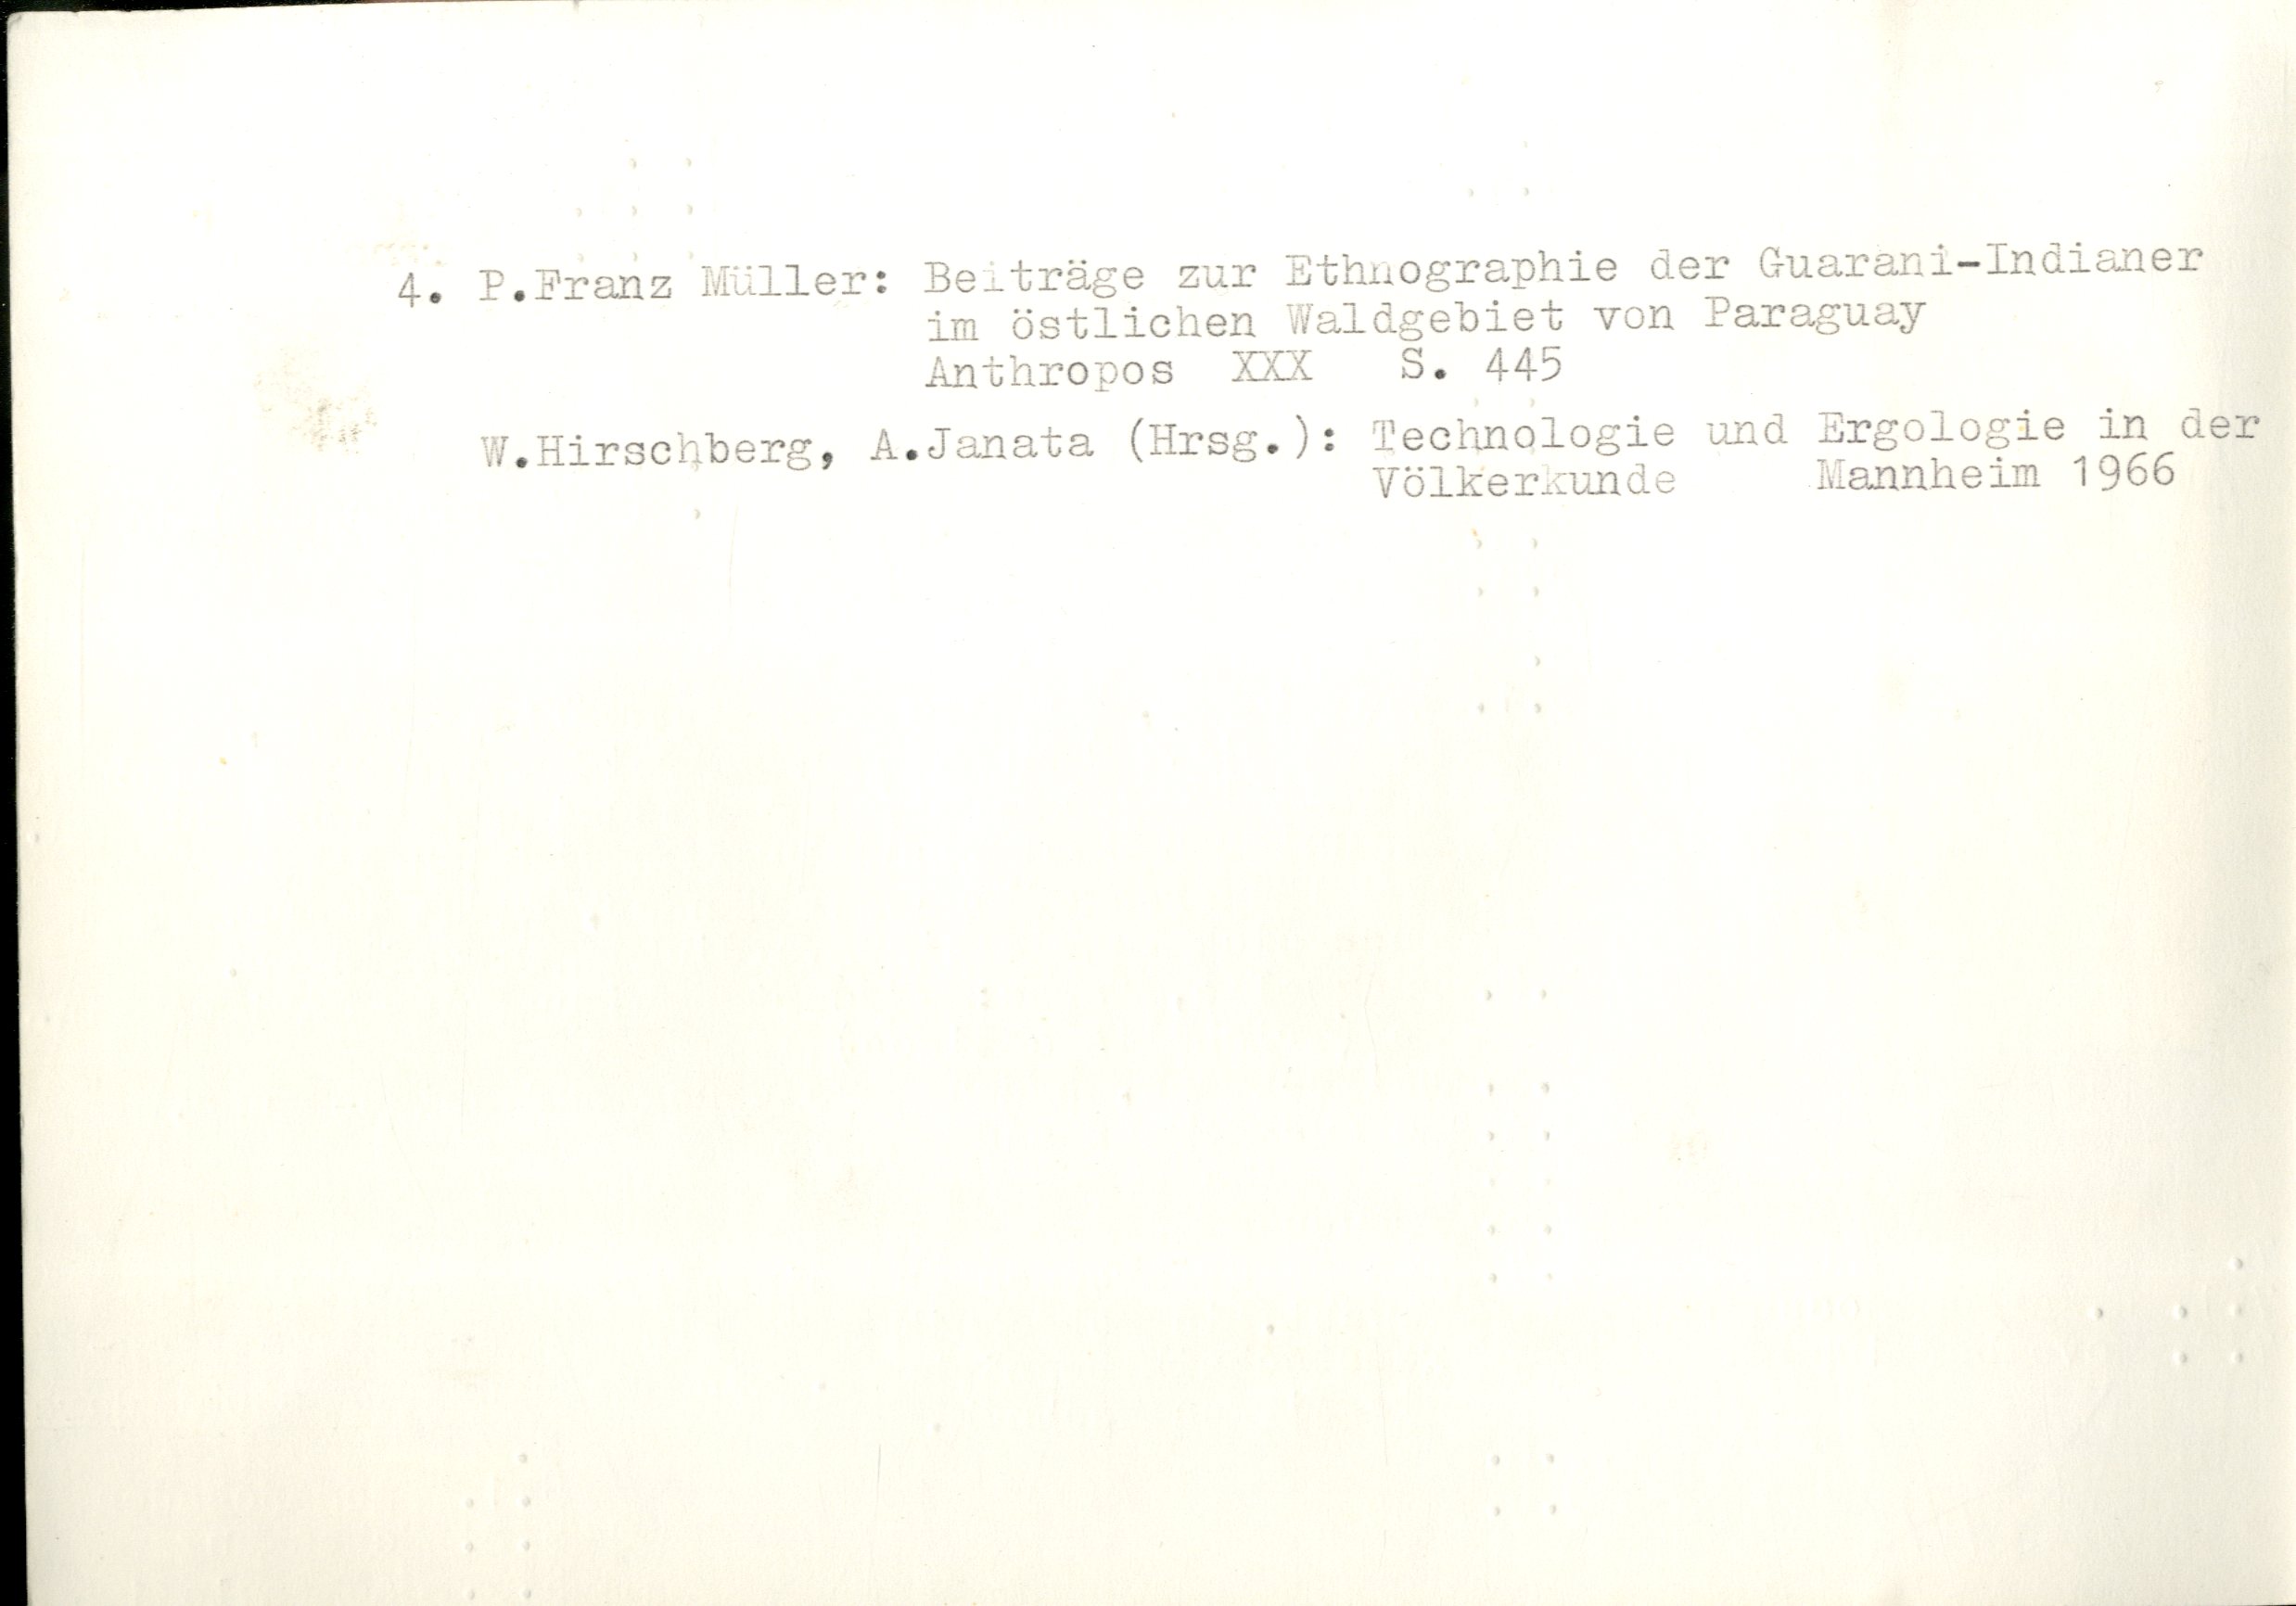 4. P.Franz Müller: Beiträge zur Ethnographie der Guarani-Indianer
im östlichen Waldgebiet von Paraguay
Anthropos XXX S. 445
W.Hirschberg, A.Janata (Hrsg.): Technologie und Ergologie in der
Völkerkunde Mannheim 1966